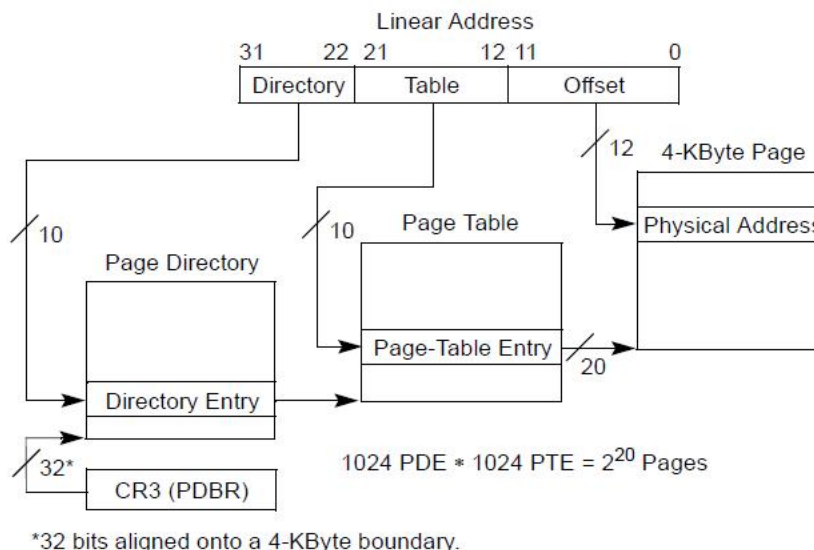 Linear Address
31 22 21 12 11 0
Directory Table Offset
12
4-KByte Page
10
10
Page Table
Physical Address
Page Directory
Page-Table Entry
20
Directory Entry
32*
CR3 (PDBR)
1024 PDE * 1024 PTE = 2^20 Pages
*32 bits aligned onto a 4-KByte boundary.